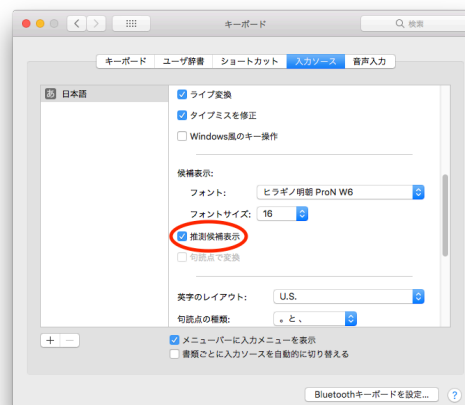 キーボード
検索
キーボード ユーザ辞書 ショートカット 入力ソース 音声入力
あ 日本語
ライブ変換
タイプミスを修正
Windows風のキー操作
候補表示:
フォント: ヒラギノ明朝 ProN W6
フォントサイズ: 16
推測候補表示
句読点で変換
英字のレイアウト: U.S.
句読点の種類: 。と、
メニューバーに入力メニューを表示
書類ごとに入力ソースを自動的に切り替える
Bluetoothキーボードを設定... ?